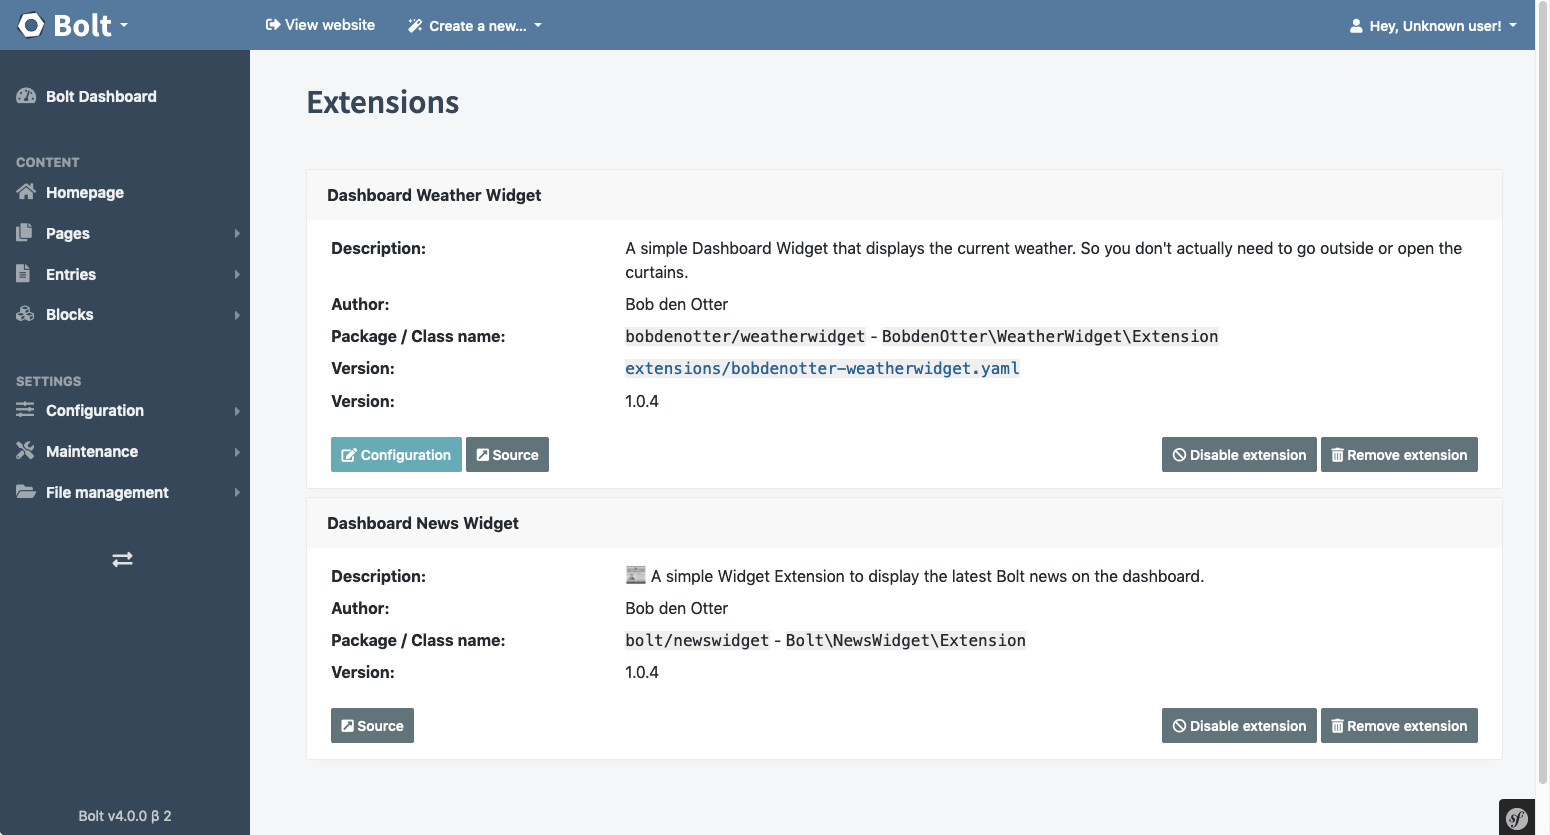 Bolt
View website
Create a new...
Hey, Unknown user!
Bolt Dashboard
CONTENT
Homepage
Pages
Entries
Blocks
SETTINGS
Configuration
Maintenance
File management
Bolt v4.0.0 β 2
Extensions
Dashboard Weather Widget
Description: A simple Dashboard Widget that displays the current weather. So you don't actually need to go outside or open the
curtains.
Author: Bob den Otter
Package / Class name: bobdenotter/weatherwidget - BobdenOtter\WeatherWidget\Extension
Version: extensions/bobdenotter-weatherwidget.yaml
Version: 1.0.4
Configuration Source Disable extension Remove extension
Dashboard News Widget
Description: A simple Widget Extension to display the latest Bolt news on the dashboard.
Author: Bob den Otter
Package / Class name: bolt/newswidget - Bolt\NewsWidget\Extension
Version: 1.0.4
Source Disable extension Remove extension
sf